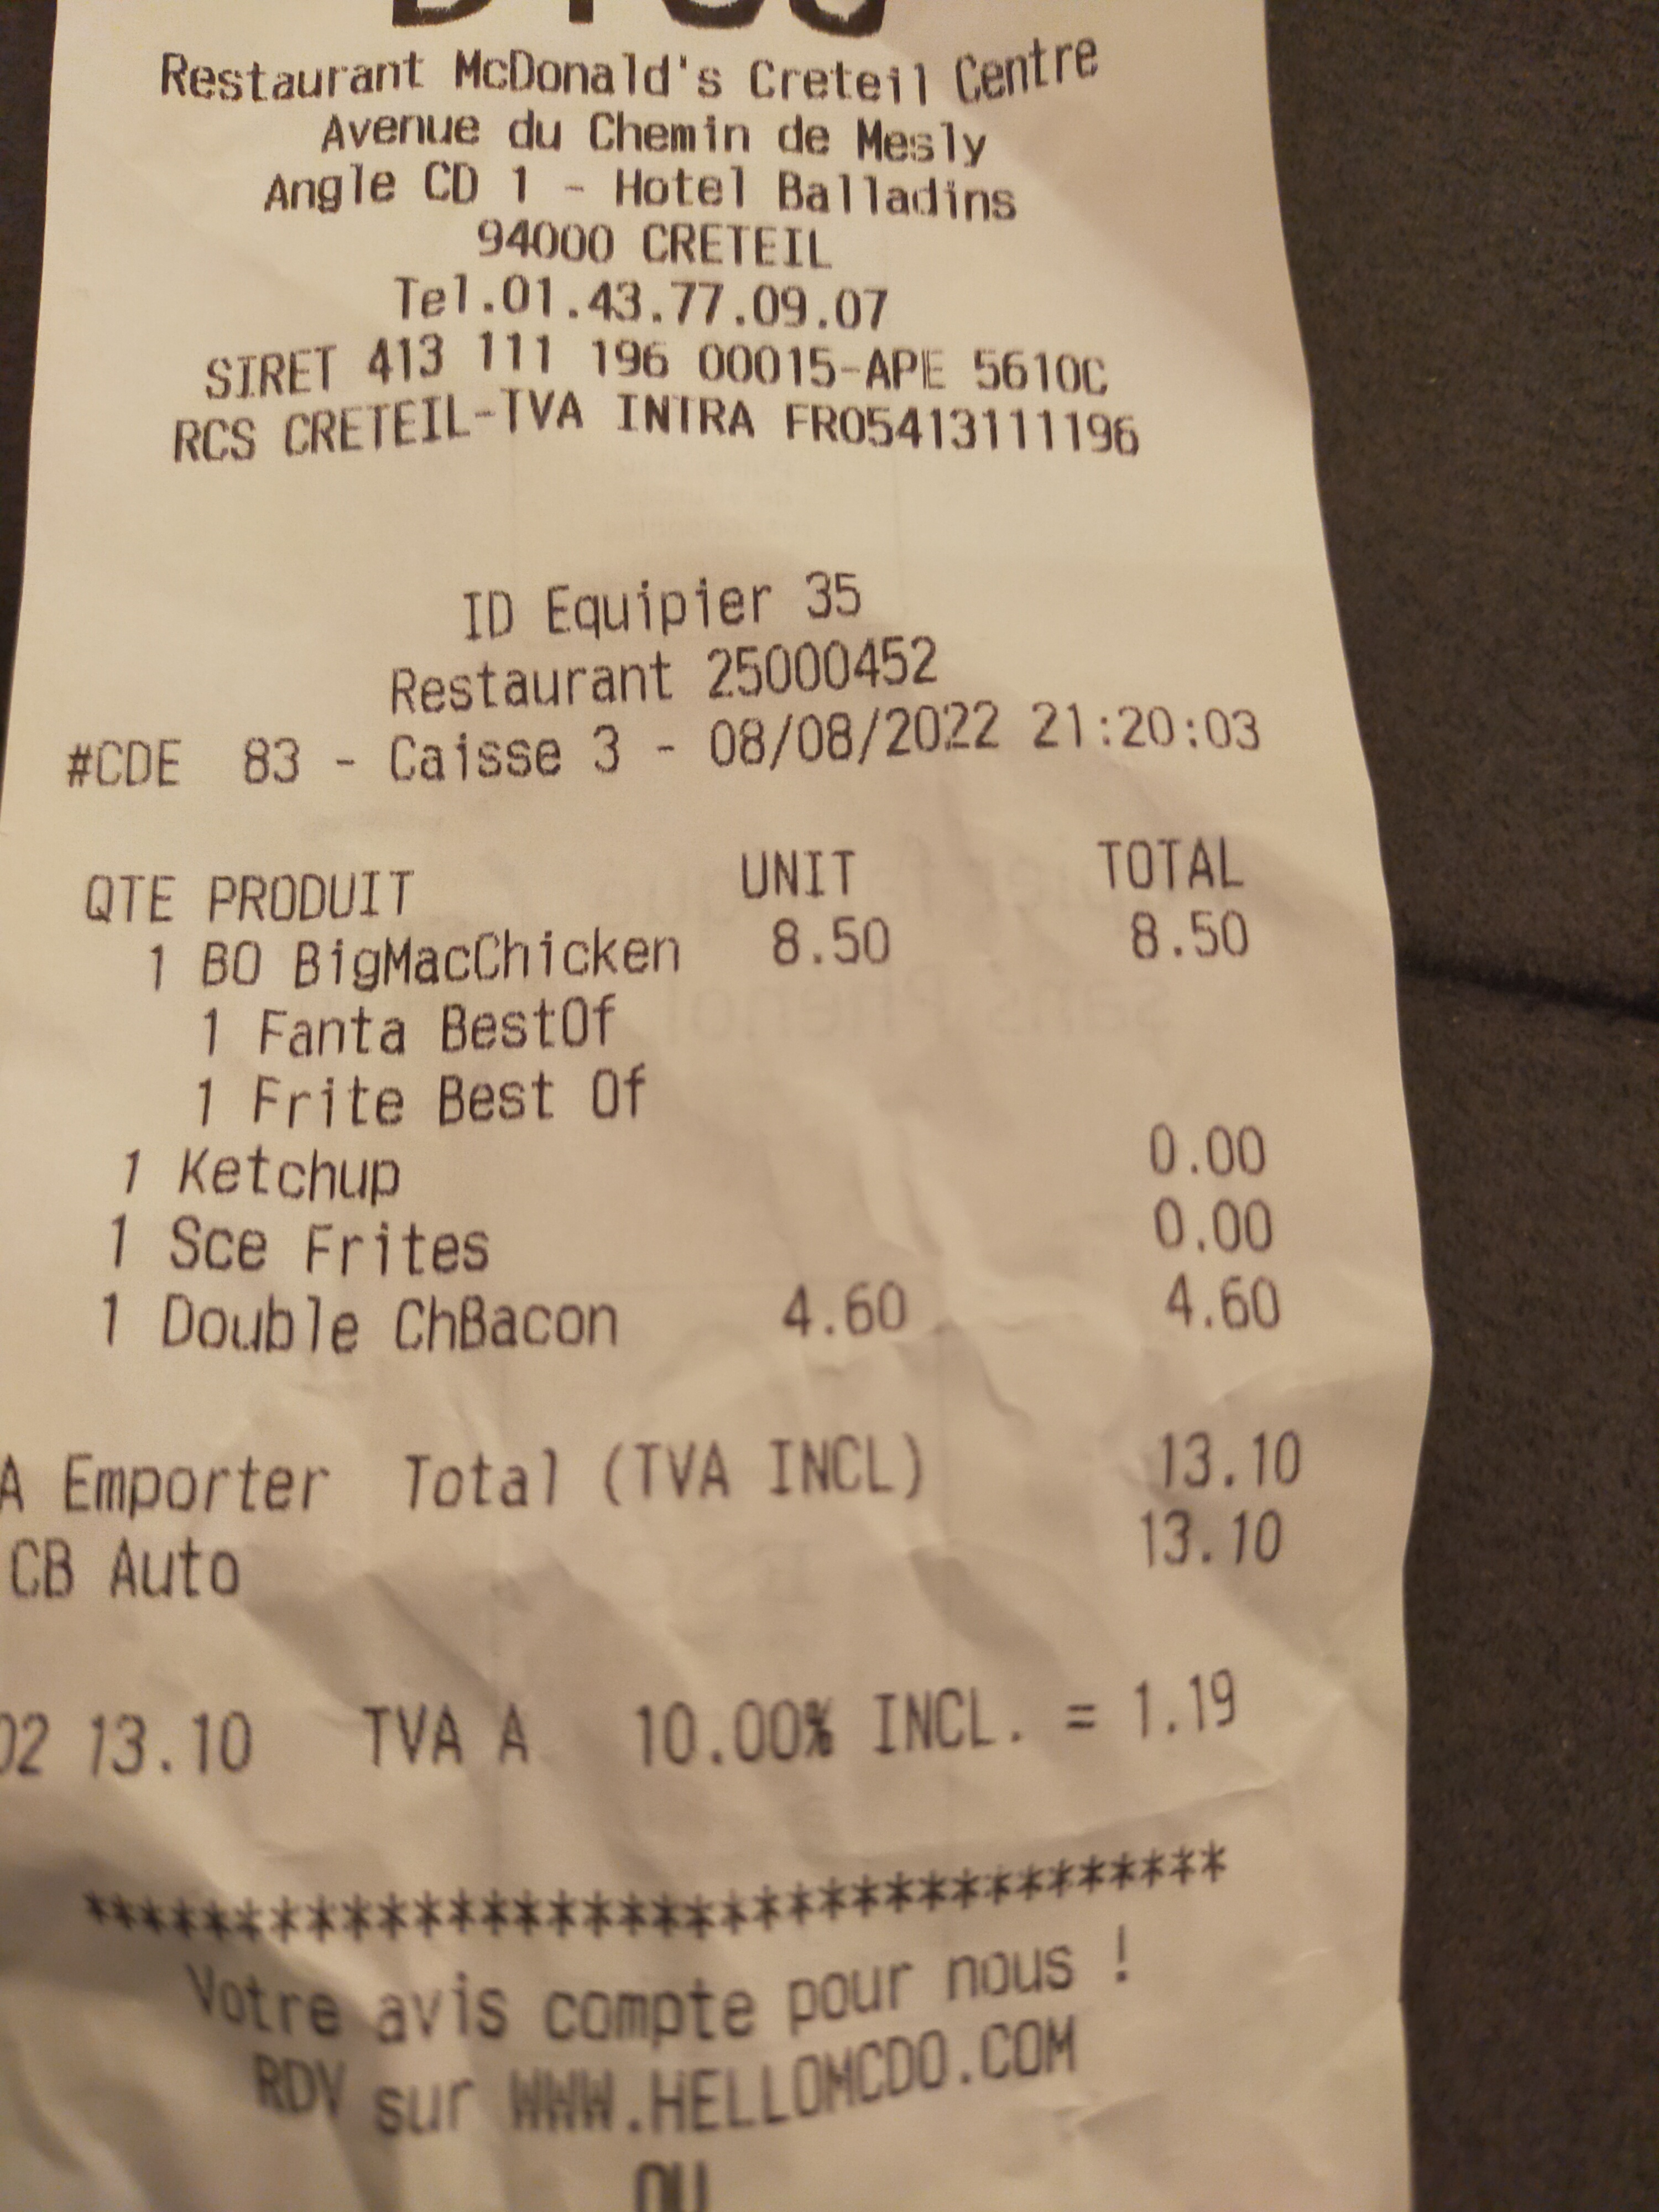 Restaurant McDonald's Creteil Centre
Avenue du Chemin de Mesly
Angle CD 1 - Hotel Balladins
94000 CRETEIL
Tel.01.43.77.09.07
SIRET 413 111 196 00015-APE 5610C
RCS CRETEIL-TVA INTRA FR05413111196
ID Equipier 35
Restaurant 25000452
#CDE 83 - Caisse 3 - 08/08/2022 21:20:03
QTE PRODUIT UNIT TOTAL
1 BO BigMacChicken 8.50 8.50
1 Fanta BestOf
1 Frite Best Of
1 Ketchup 0.00
1 Sce Frites 0.00
1 Double ChBacon 4.60 4.60
A Emporter Total (TVA INCL) 13.10
CB Auto 13.10
02 13.10 TVA A 10.00% INCL. = 1.19
***********************************
Votre avis compte pour nous !
RDV sur WWW.HELLOMCDO.COM
OU